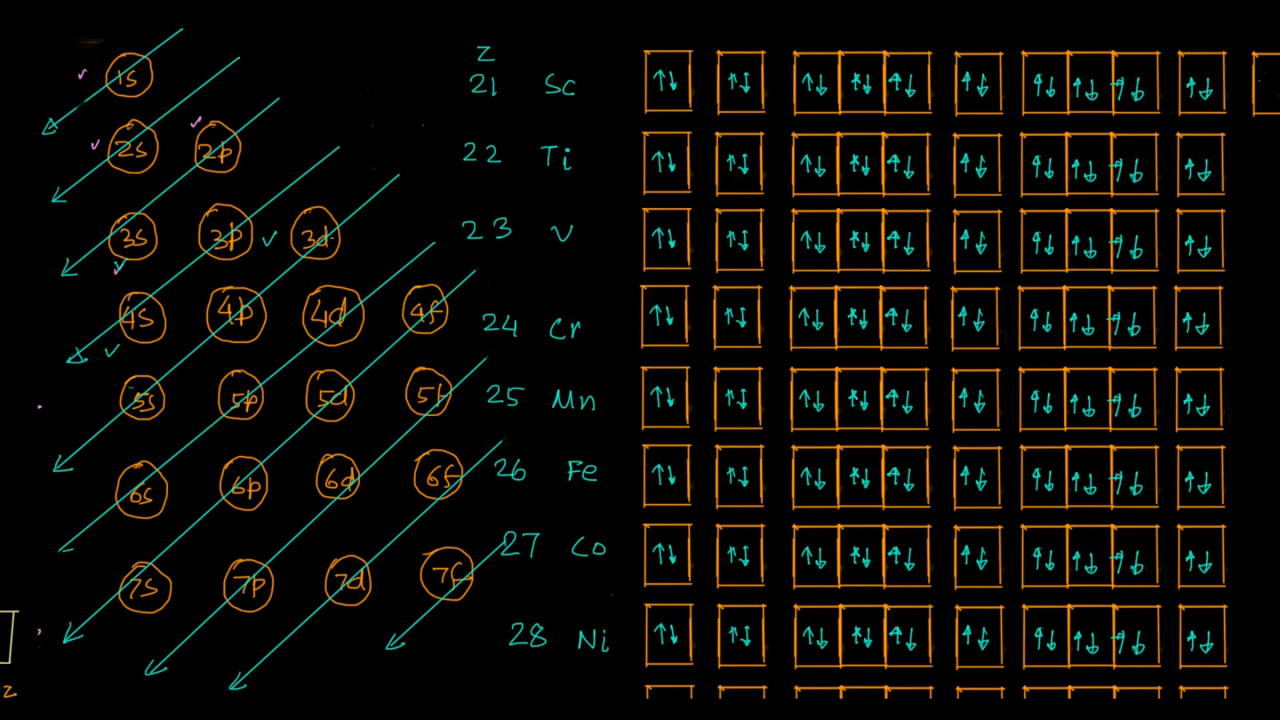 1s
2s 2p
3s 3p 3d
4s 4p 4d 4f
5s 5p 5d 5f
6s 6p 6d 6f
7s 7p 7d 7f
Z
21 Sc ↑↓ ↑↓ ↑↓ ↑↓ ↑↓ ↑↓ ↑↓ ↑↓ ↑↓ ↑↓
22 Ti ↑↓ ↑↓ ↑↓ ↑↓ ↑↓ ↑↓ ↑↓ ↑↓ ↑↓ ↑↓
23 V ↑↓ ↑↓ ↑↓ ↑↓ ↑↓ ↑↓ ↑↓ ↑↓ ↑↓ ↑↓
24 Cr ↑↓ ↑↓ ↑↓ ↑↓ ↑↓ ↑↓ ↑↓ ↑↓ ↑↓ ↑↓
25 Mn ↑↓ ↑↓ ↑↓ ↑↓ ↑↓ ↑↓ ↑↓ ↑↓ ↑↓ ↑↓
26 Fe ↑↓ ↑↓ ↑↓ ↑↓ ↑↓ ↑↓ ↑↓ ↑↓ ↑↓ ↑↓
27 Co ↑↓ ↑↓ ↑↓ ↑↓ ↑↓ ↑↓ ↑↓ ↑↓ ↑↓ ↑↓
28 Ni ↑↓ ↑↓ ↑↓ ↑↓ ↑↓ ↑↓ ↑↓ ↑↓ ↑↓ ↑↓